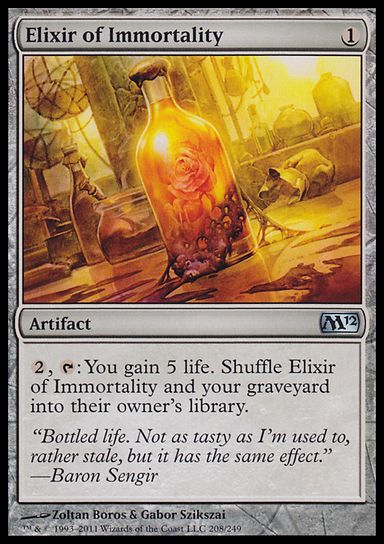 Elixir of Immortality 1
Artifact M12
2, : You gain 5 life. Shuffle Elixir
of Immortality and your graveyard
into their owner's library.
"Bottled life. Not as tasty as I'm used to,
rather stale, but it has the same effect."
—Baron Sengir
Zoltan Boros & Gabor Szikszai
™ & © 1993–2011 Wizards of the Coast LLC 208/249